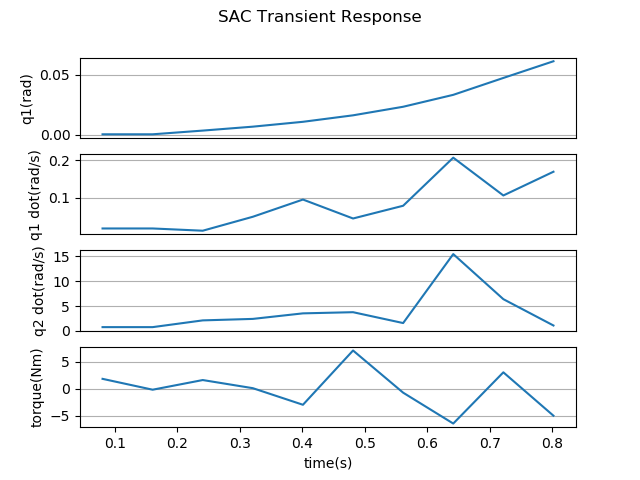 SAC Transient Response
q1(rad)
0.05
0.00
q1 dot(rad/s)
0.2
0.1
q2 dot(rad/s)
15
10
5
0
torque(Nm)
5
0
−5
0.1 0.2 0.3 0.4 0.5 0.6 0.7 0.8
time(s)